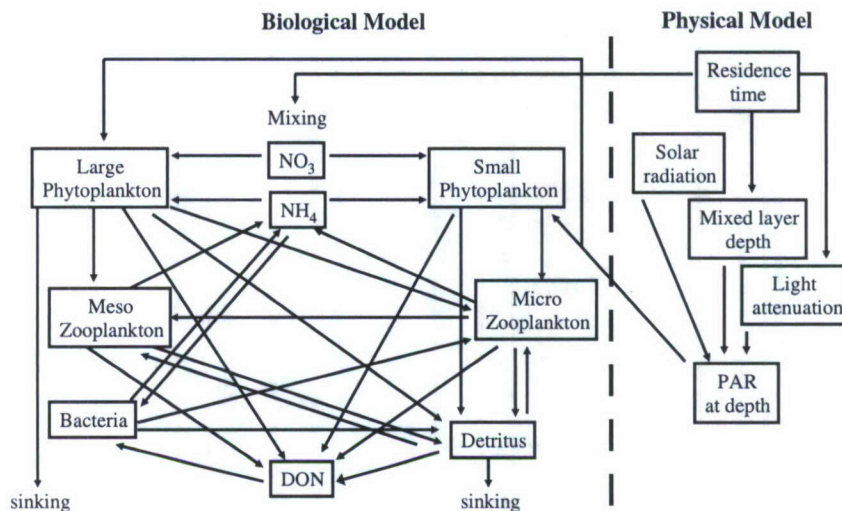 Biological Model
Physical Model
Residence
time
Mixing
Large
Phytoplankton
NO3
Small
Phytoplankton
Solar
radiation
NH4
Mixed layer
depth
Meso
Zooplankton
Micro
Zooplankton
Light
attenuation
PAR
at depth
Bacteria
Detritus
DON
sinking
sinking